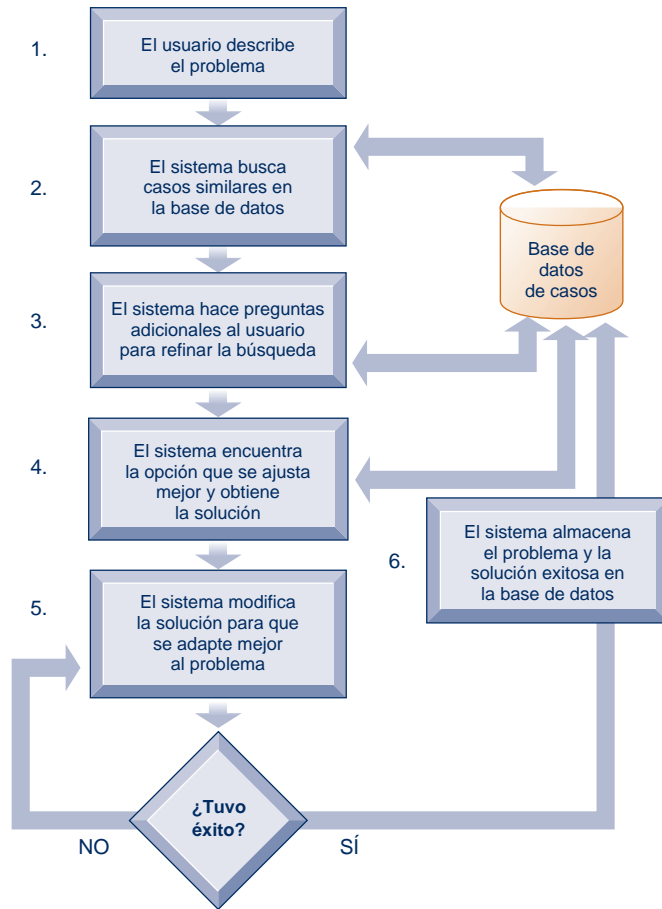 1.
El usuario describe
el problema
2.
El sistema busca
casos similares en
la base de datos
Base de
datos
de casos
3.
El sistema hace preguntas
adicionales al usuario
para refinar la búsqueda
4.
El sistema encuentra
la opción que se ajusta
mejor y obtiene
la solución
6.
El sistema almacena
el problema y la
solución exitosa en
la base de datos
5.
El sistema modifica
la solución para que
se adapte mejor
al problema
¿Tuvo
éxito?
NO
SÍ